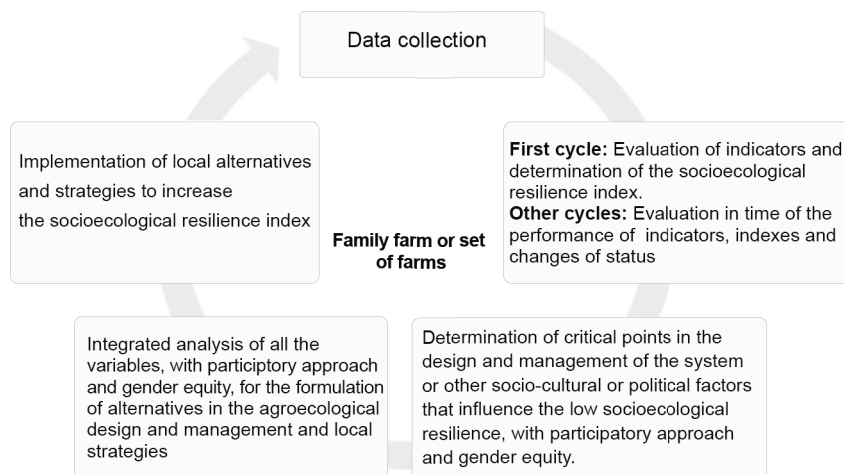 Data collection
First cycle: Evaluation of indicators and
determination of the socioecological
resilience index.
Other cycles: Evaluation in time of the
performance of indicators, indexes and
changes of status
Determination of critical points in the
design and management of the system
or other socio-cultural or political factors
that influence the low socioecological
resilience, with participatory approach
and gender equity.
Integrated analysis of all the
variables, with participtory approach
and gender equity, for the formulation
of alternatives in the agroecological
design and management and local
strategies
Implementation of local alternatives
and strategies to increase
the socioecological resilience index
Family farm or set
of farms